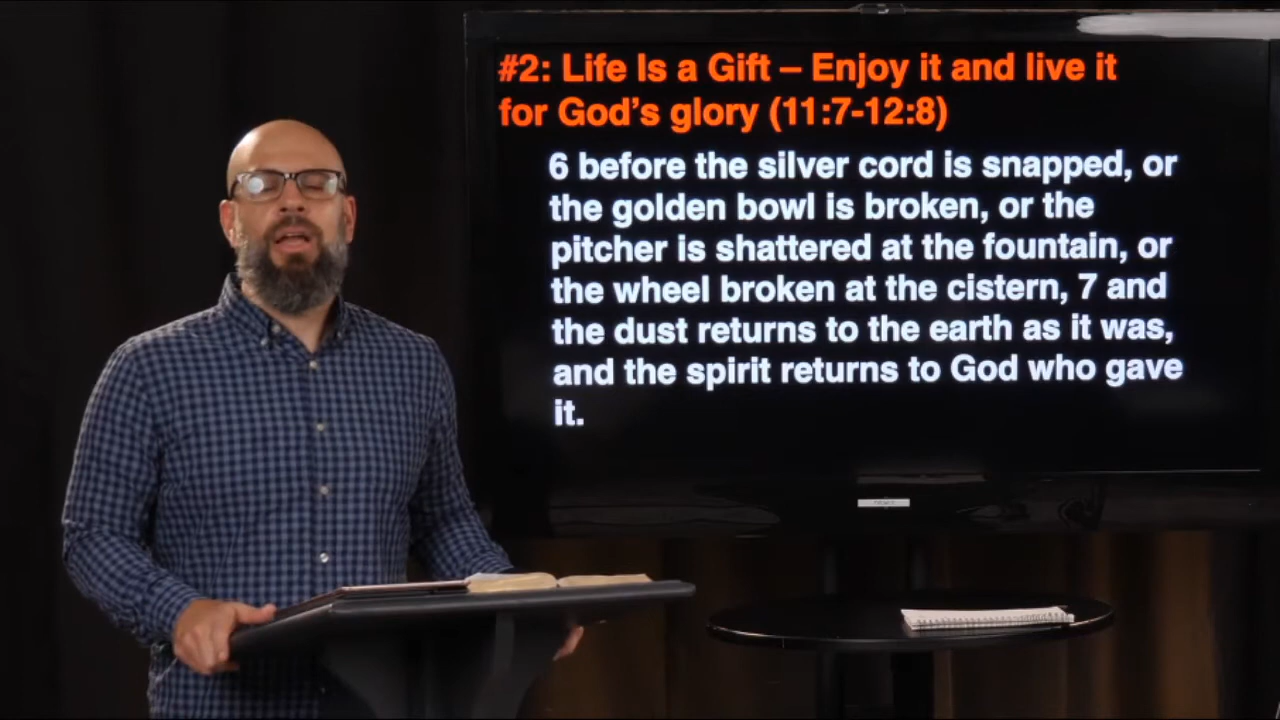 #2: Life Is a Gift – Enjoy it and live it
for God's glory (11:7-12:8)
6 before the silver cord is snapped, or
the golden bowl is broken, or the
pitcher is shattered at the fountain, or
the wheel broken at the cistern, 7 and
the dust returns to the earth as it was,
and the spirit returns to God who gave
it.